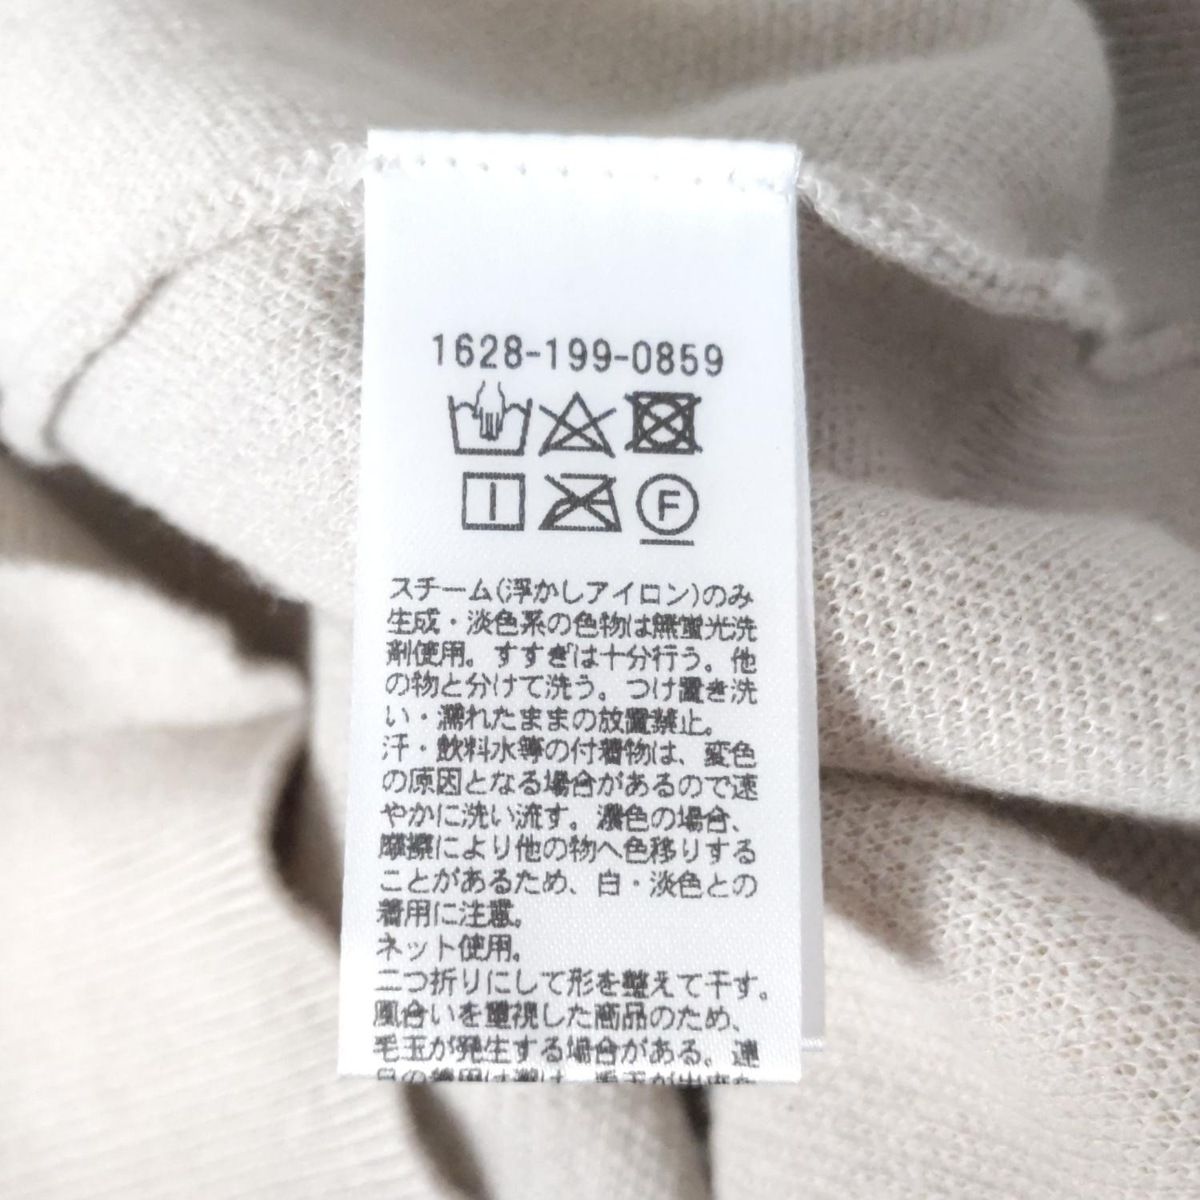 1628-199-0859
F
スチーム(浮かしアイロン)のみ
生成・淡色系の色物は無蛍光洗
剤使用。すすぎは十分行う。他
の物と分けて洗う。つけ置き洗
い・濡れたままの放置禁止。
汗・飲料水等の付着物は、変色
の原因となる場合があるので速
やかに洗い流す。濃色の場合、
摩擦により他の物へ色移りする
ことがあるため、白・淡色との
着用に注意。
ネット使用。
二つ折りにして形を整えて干す。
風合いを重視した商品のため、
毛玉が発生する場合がある。連